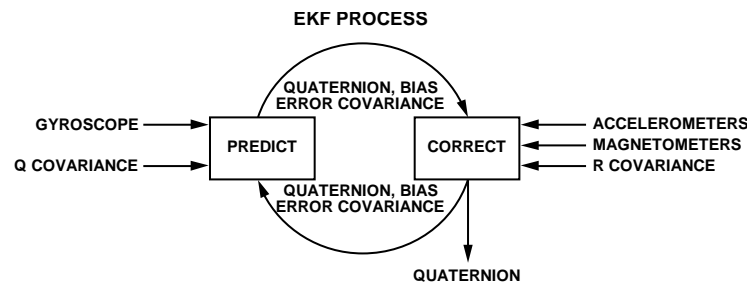 EKF PROCESS
QUATERNION, BIAS
ERROR COVARIANCE
GYROSCOPE
Q COVARIANCE
PREDICT
CORRECT
ACCELEROMETERS
MAGNETOMETERS
R COVARIANCE
QUATERNION, BIAS
ERROR COVARIANCE
QUATERNION